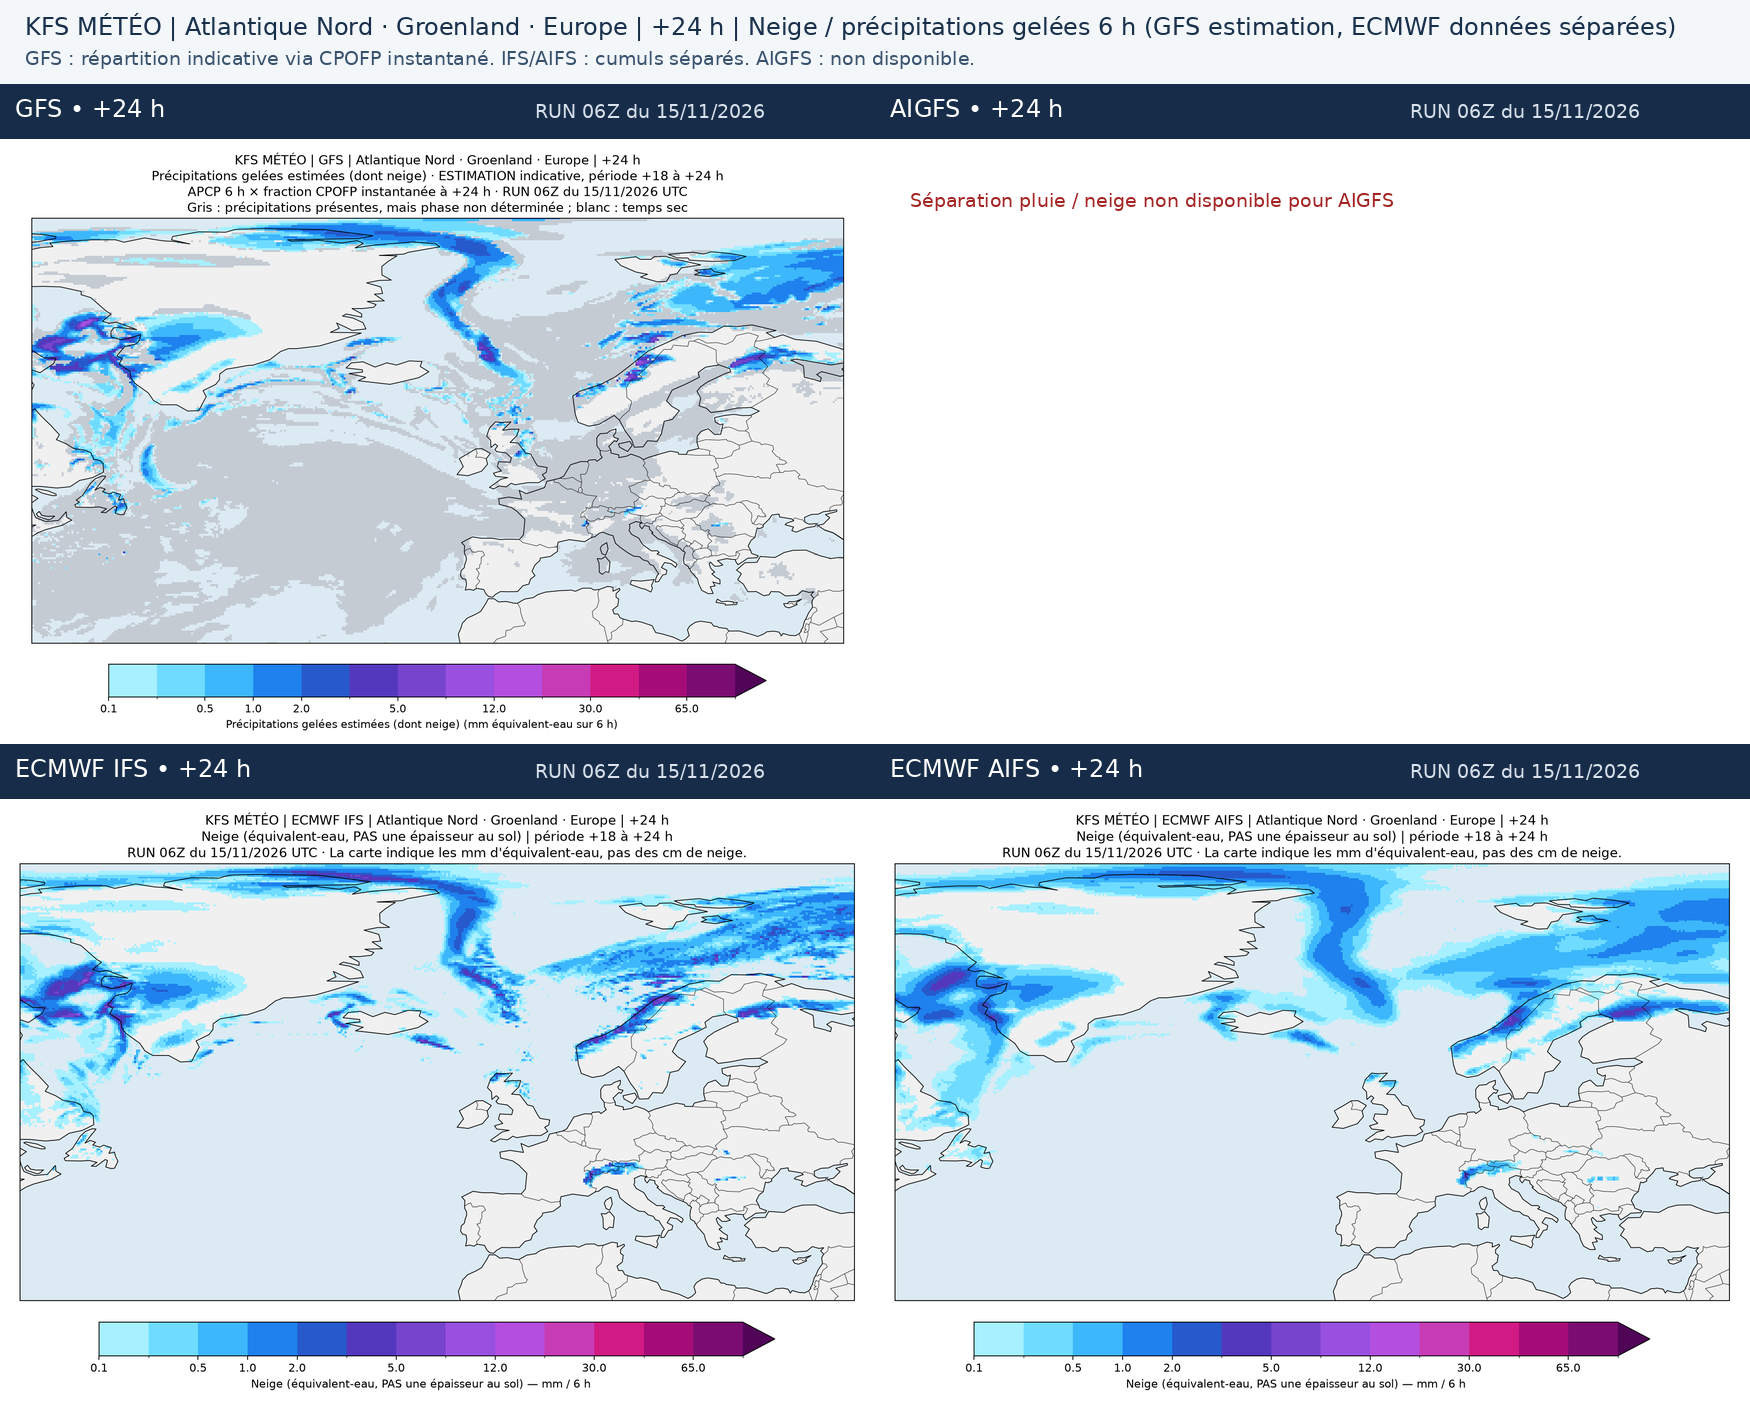 KFS MÉTÉO | Atlantique Nord · Groenland · Europe | +24 h | Neige / précipitations gelées 6 h (GFS estimation, ECMWF données séparées)
GFS : répartition indicative via CPOFP instantané. IFS/AIFS : cumuls séparés. AIGFS : non disponible.
GFS • +24 h
RUN 06Z du 15/11/2026
AIGFS • +24 h
RUN 06Z du 15/11/2026
KFS MÉTÉO | GFS | Atlantique Nord · Groenland · Europe | +24 h
Précipitations gelées estimées (dont neige) · ESTIMATION indicative, période +18 à +24 h
APCP 6 h × fraction CPOFP instantanée à +24 h · RUN 06Z du 15/11/2026 UTC
Gris : précipitations présentes, mais phase non déterminée ; blanc : temps sec
Séparation pluie / neige non disponible pour AIGFS
0.1 0.5 1.0 2.0 5.0 12.0 30.0 65.0
Précipitations gelées estimées (dont neige) (mm équivalent-eau sur 6 h)
ECMWF IFS • +24 h
RUN 06Z du 15/11/2026
ECMWF AIFS • +24 h
RUN 06Z du 15/11/2026
KFS MÉTÉO | ECMWF IFS | Atlantique Nord · Groenland · Europe | +24 h
Neige (équivalent-eau, PAS une épaisseur au sol) | période +18 à +24 h
RUN 06Z du 15/11/2026 UTC · La carte indique les mm d'équivalent-eau, pas des cm de neige.
0.1 0.5 1.0 2.0 5.0 12.0 30.0 65.0
Neige (équivalent-eau, PAS une épaisseur au sol) — mm / 6 h
KFS MÉTÉO | ECMWF AIFS | Atlantique Nord · Groenland · Europe | +24 h
Neige (équivalent-eau, PAS une épaisseur au sol) | période +18 à +24 h
RUN 06Z du 15/11/2026 UTC · La carte indique les mm d'équivalent-eau, pas des cm de neige.
0.1 0.5 1.0 2.0 5.0 12.0 30.0 65.0
Neige (équivalent-eau, PAS une épaisseur au sol) — mm / 6 h